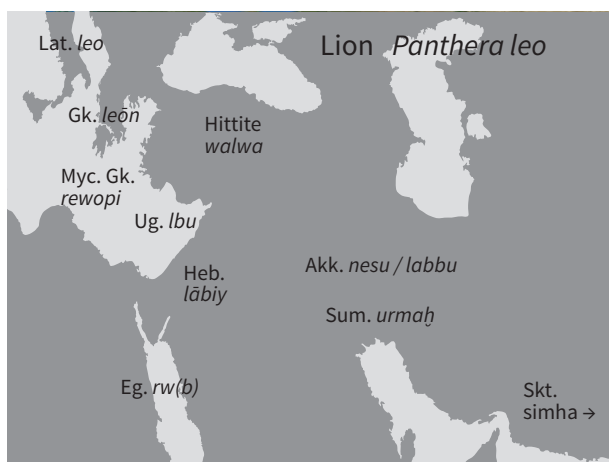 Lion Panthera leo
Lat. leo
Gk. leōn
Hittite
walwa
Myc. Gk.
rewopi
Ug. lbu
Akk. nesu / labbu
Heb.
lābiy
Sum. urmaḫ
Eg. rw(b)
Skt.
simha →